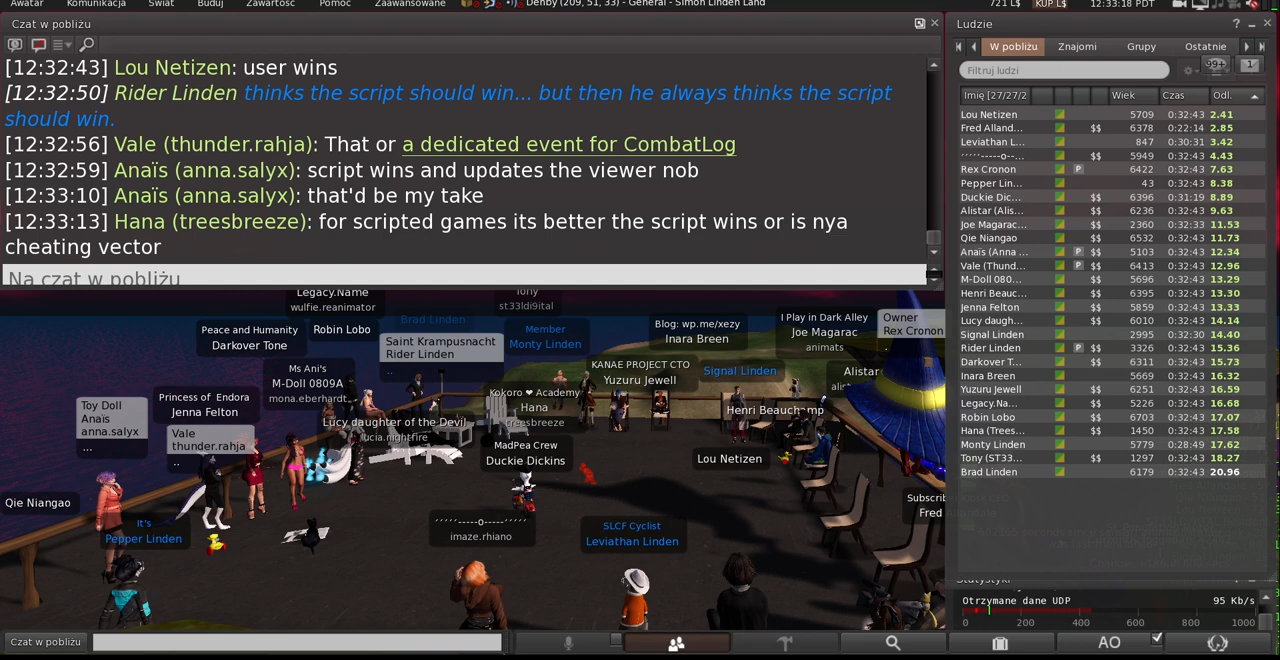 Awatar Komunikacja Świat Buduj Zawartość Pomoc Zaawansowane Denby (209, 51, 33) - General - Simon Linden Land 721 L$ KUP L$ 12:33:18 PDT
Czat w pobliżu
[12:32:43] Lou Netizen: user wins
[12:32:50] Rider Linden thinks the script should win... but then he always thinks the script
should win.
[12:32:56] Vale (thunder.rahja): That or a dedicated event for CombatLog
[12:32:59] Anaïs (anna.salyx): script wins and updates the viewer nob
[12:33:10] Anaïs (anna.salyx): that'd be my take
[12:33:13] Hana (treesbreeze): for scripted games its better the script wins or is nya
cheating vector
Na czat w pobliżu
Legacy.Name
wulfie.reanimator
Tony
st33ldi9ital
Peace and Humanity
Darkover Tone
Robin Lobo
Brad Linden
Saint Krampusnacht
Rider Linden
..
Member
Monty Linden
Blog: wp.me/xezy
Inara Breen
I Play in Dark Alley
Joe Magarac
animats
Owner
Rex Cronon
.
Ms Ani's
M-Doll 0809A
mona.eberhardt
KANAE PROJECT CTO
Yuzuru Jewell
Signal Linden
Alistar
Toy Doll
Anaïs
anna.salyx
...
Princess of Endora
Jenna Felton
Vale
thunder.rahja
..
Kokoro ❤ Academy
Hana
treesbreeze
Lucy daughter of the Devil
lucia.nightfire
Henri Beauchamp
MadPea Crew
Duckie Dickins
Lou Netizen
Qie Niangao
It's
Pepper Linden
´´´´´-----o-----´´´´´
imaze.rhiano
SLCF Cyclist
Leviathan Linden
Subscrib
Fred
Czat w pobliżu
AO
Ludzie
? _ ×
W pobliżu Znajomi Grupy Ostatnie
Filtruj ludzi 99+ 1
Imię [27/27/2 Wiek Czas Odl.
Lou Netizen 5709 0:32:43 2.41
Fred Alland... $$ 6378 0:22:14 2.85
Leviathan L... 847 0:30:31 3.42
´´´´´-----o--... $$ 5949 0:32:43 4.43
Rex Cronon P 6422 0:32:43 7.63
Pepper Lin... 43 0:32:43 8.38
Duckie Dic... $$ 6396 0:31:19 8.89
Alistar (Alis... $$ 6236 0:32:43 9.63
Joe Magarac... $$ 2360 0:32:33 11.53
Qie Niangao $$ 6532 0:32:43 11.73
Anaïs (Anna ... P $$ 5103 0:32:43 12.34
Vale (Thund... P $$ 6413 0:32:43 12.96
M-Doll 080... $$ 5696 0:32:43 13.29
Henri Beauc... $$ 6395 0:32:43 13.30
Jenna Felton $$ 5859 0:32:43 13.33
Lucy daugh... $$ 6010 0:32:43 14.14
Signal Linden 2995 0:32:30 14.40
Rider Linden P $$ 3326 0:32:43 15.36
Darkover T... $$ 6311 0:32:43 15.73
Inara Breen 5669 0:32:43 16.32
Yuzuru Jewell $$ 6251 0:32:43 16.59
Legacy.Na... $$ 5226 0:32:43 16.68
Robin Lobo $$ 6703 0:32:43 17.07
Hana (Trees... $$ 1450 0:32:43 17.58
Monty Linden 5779 0:28:49 17.62
Tony (ST33... $$ 1297 0:32:43 18.27
Brad Linden 6179 0:32:43 20.96
Statystyki
Otrzymane dane UDP 95 Kb/s
0 200 400 600 800 1000